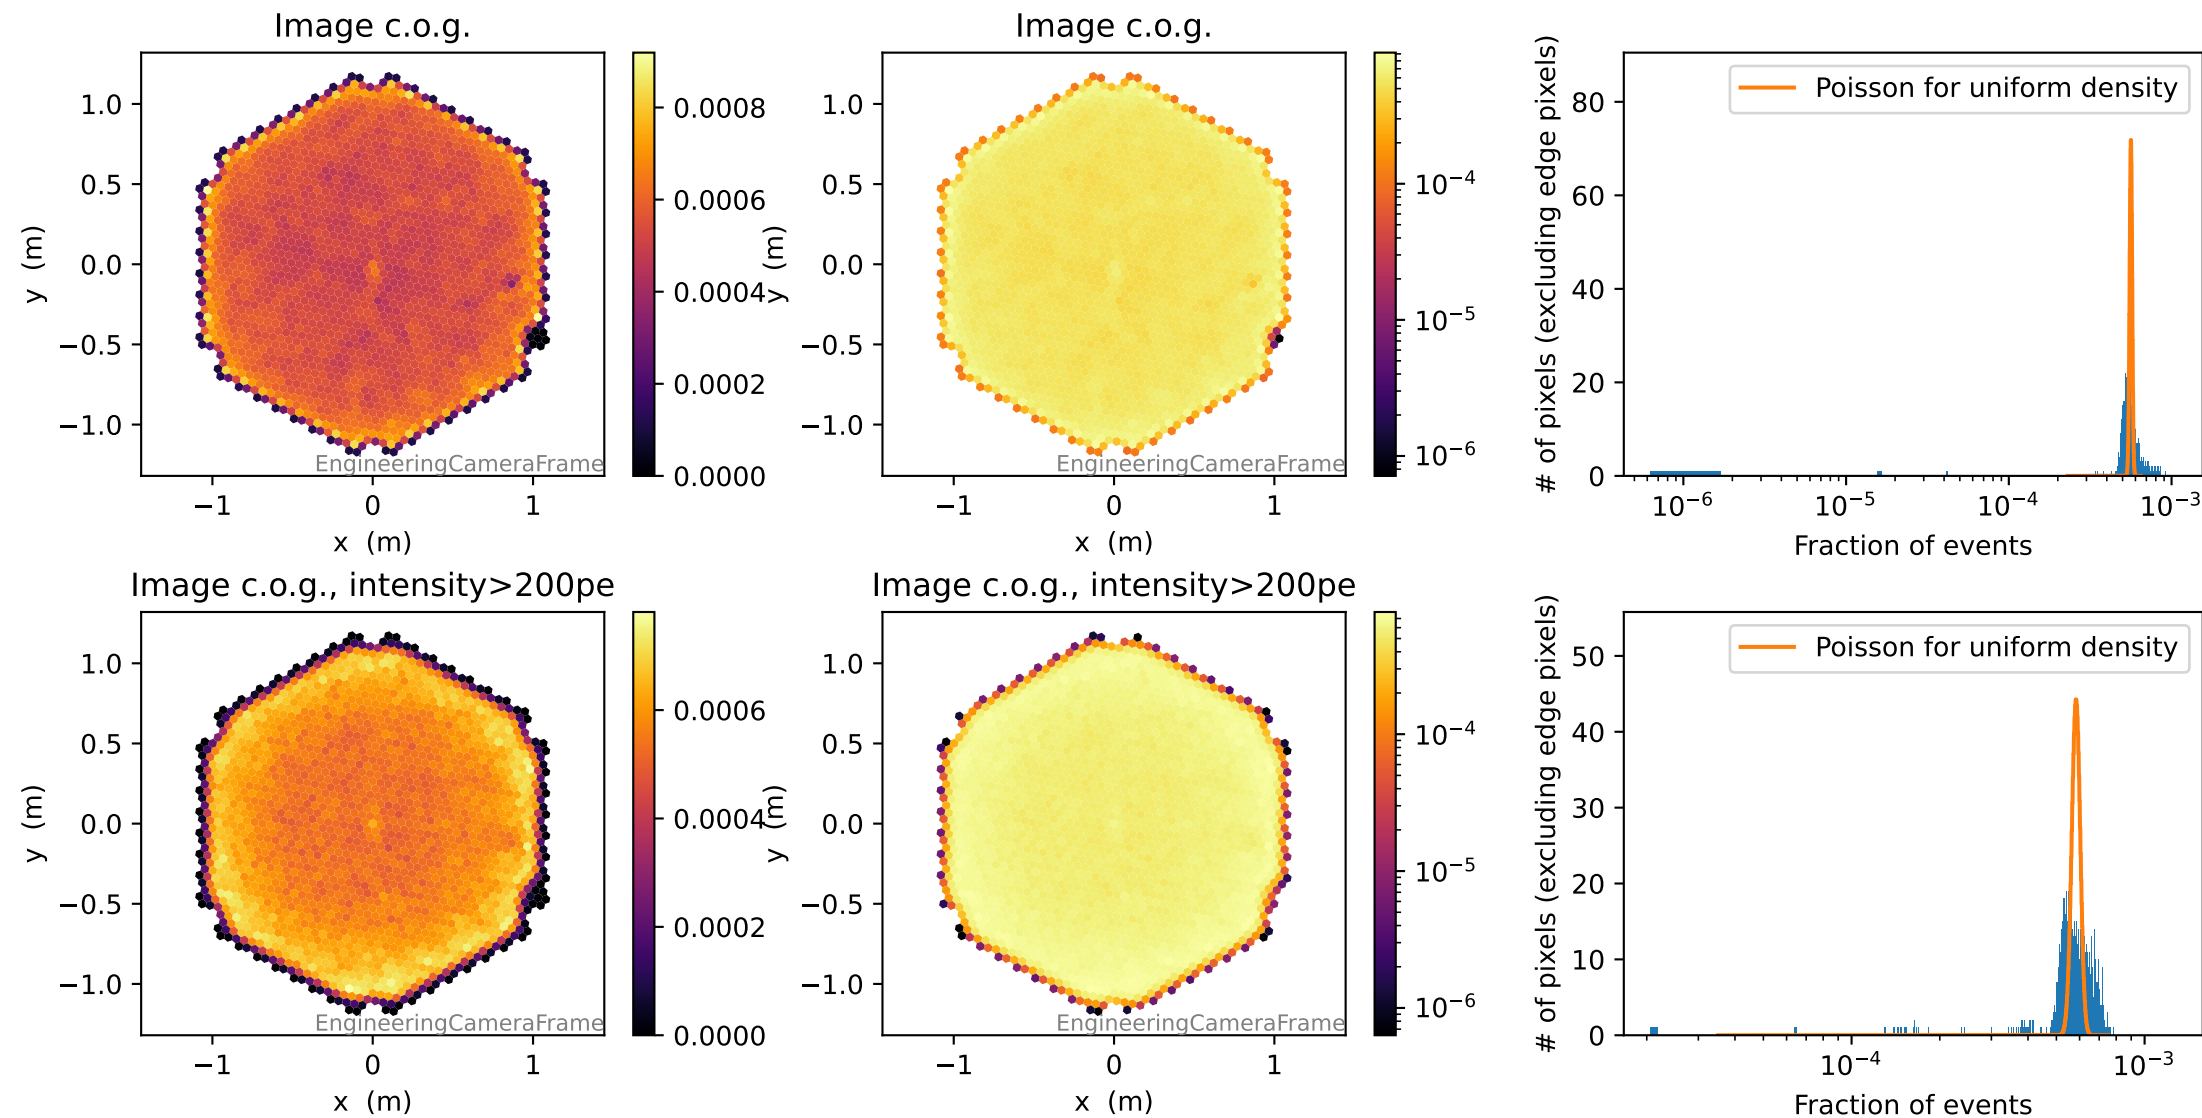 Image c.o.g.
1.0
0.5
0.0
−0.5
−1.0
y (m)
−1
0
1
x (m)
EngineeringCameraFrame
0.0008
0.0006
0.0004
0.0002
0.0000
Image c.o.g.
1.0
0.5
0.0
−0.5
−1.0
y (m)
−1
0
1
x (m)
EngineeringCameraFrame
10⁻⁴
10⁻⁵
10⁻⁶
Poisson for uniform density
80
60
40
20
0
# of pixels (excluding edge pixels)
10⁻⁶
10⁻⁵
10⁻⁴
10⁻³
Fraction of events
Image c.o.g., intensity>200pe
1.0
0.5
0.0
−0.5
−1.0
y (m)
−1
0
1
x (m)
EngineeringCameraFrame
0.0006
0.0004
0.0002
0.0000
Image c.o.g., intensity>200pe
1.0
0.5
0.0
−0.5
−1.0
y (m)
−1
0
1
x (m)
EngineeringCameraFrame
10⁻⁴
10⁻⁵
10⁻⁶
Poisson for uniform density
50
40
30
20
10
0
# of pixels (excluding edge pixels)
10⁻⁴
10⁻³
Fraction of events